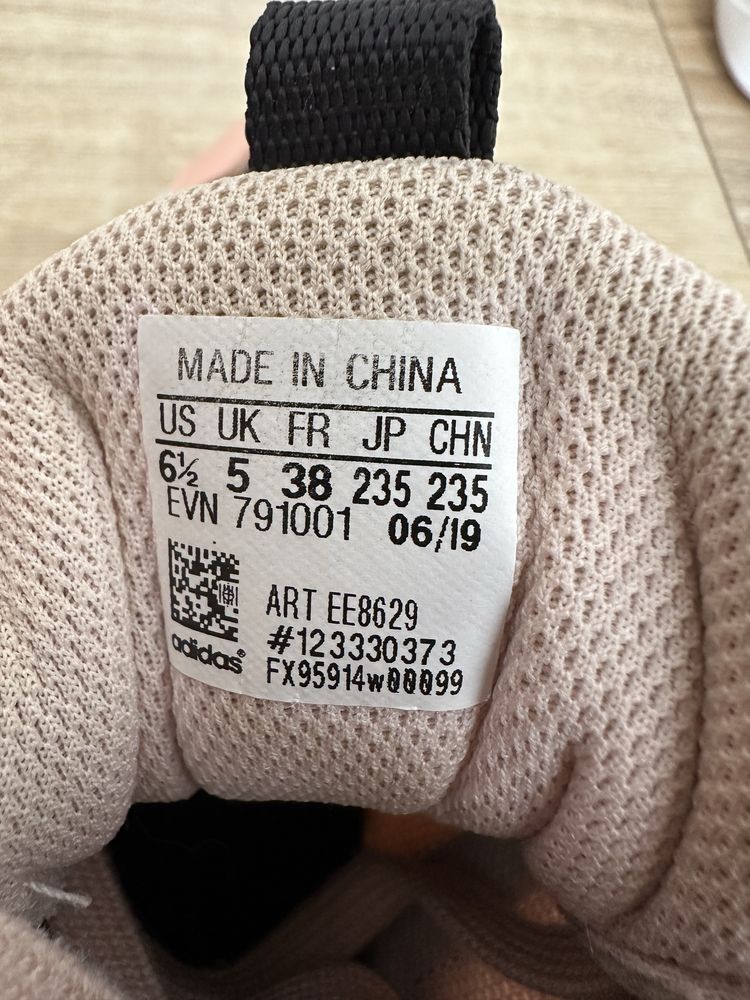 MADE IN CHINA
US UK FR JP CHN
6½ 5 38 235 235
EVN 791001 06/19
ART EE8629
#123330373
adidas®
FX95914w00099